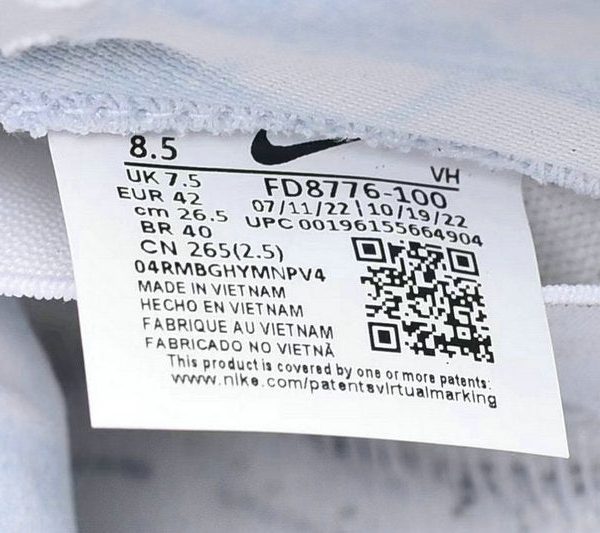 8.5
VH
UK 7.5
FD8776-100
EUR 42
07/11/22 | 10/19/22
cm 26.5
UPC 00196155664904
BR 40
CN 265(2.5)
04RMBGHYMNPV4
MADE IN VIETNAM
HECHO EN VIETNAM
FABRIQUE AU VIETNAM
FABRICADO NO VIETNÃ
This product is covered by one or more patents:
www.nike.com/patentsvirtualmarking